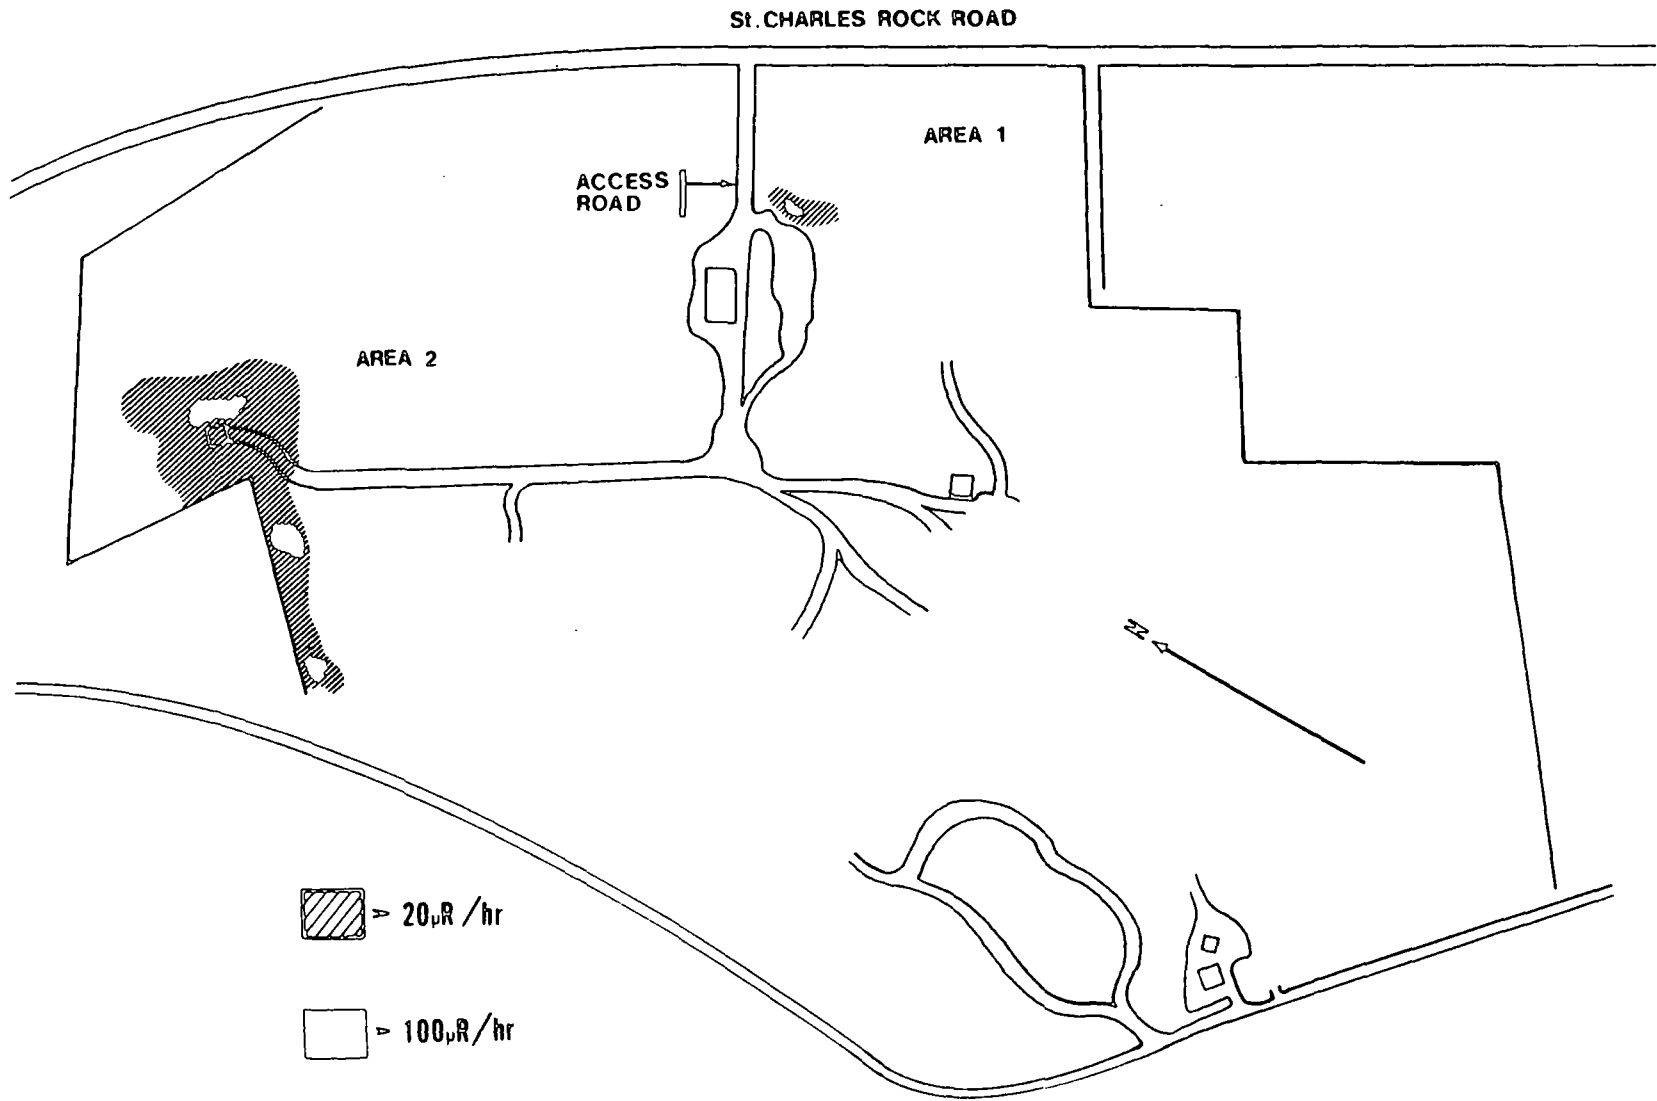 St. CHARLES ROCK ROAD
AREA 1
ACCESS
ROAD
AREA 2
N
> 20µR/hr
> 100µR/hr